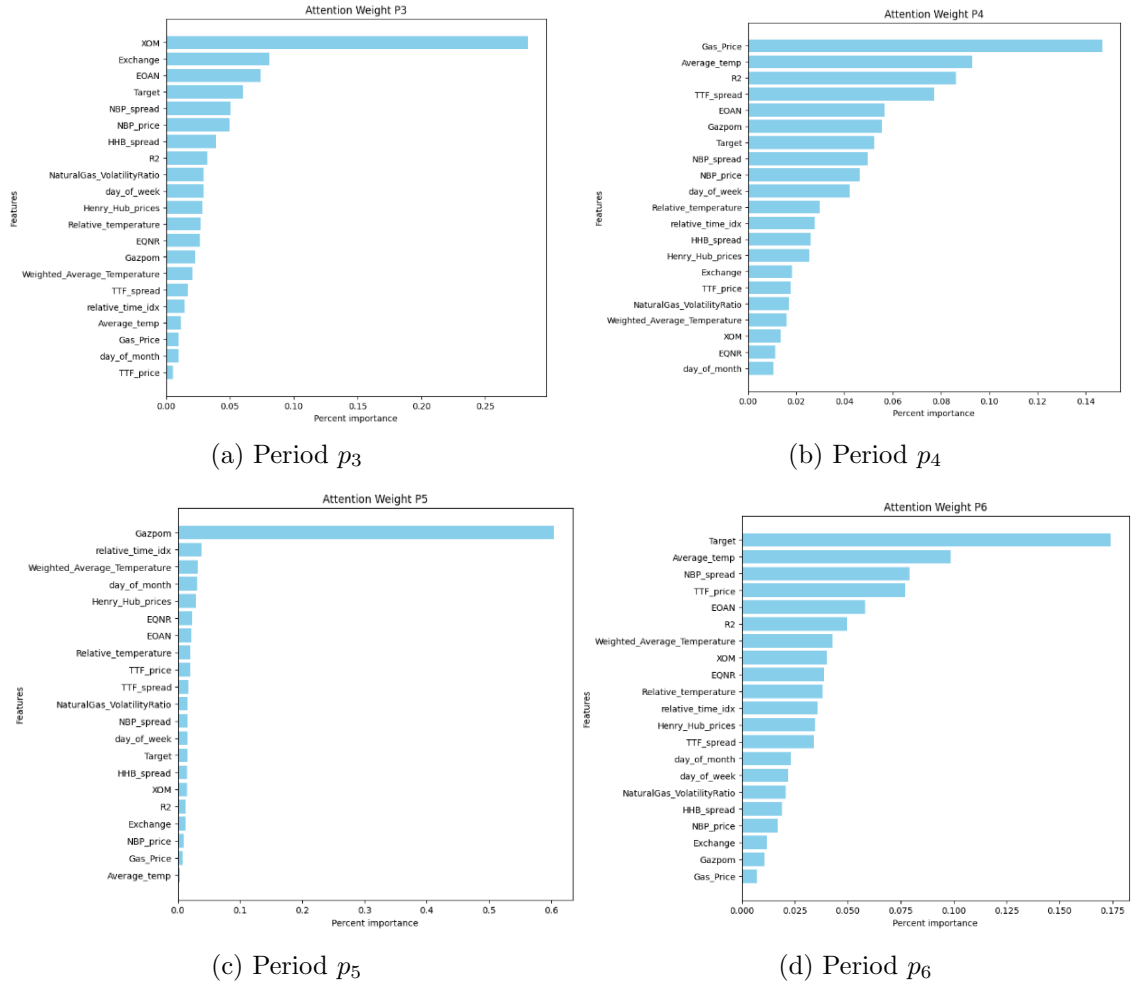 Attention Weight P3
XOM
Exchange
EOAN
Target
NBP_spread
NBP_price
HHB_spread
R2
NaturalGas_VolatilityRatio
day_of_week
Henry_Hub_prices
Relative_temperature
EQNR
Gazpom
Weighted_Average_Temperature
TTF_spread
relative_time_idx
Average_temp
Gas_Price
day_of_month
TTF_price
Features
0.00 0.05 0.10 0.15 0.20 0.25
Percent importance
(a) Period p3
Attention Weight P4
Gas_Price
Average_temp
R2
TTF_spread
EOAN
Gazpom
Target
NBP_spread
NBP_price
day_of_week
Relative_temperature
relative_time_idx
HHB_spread
Henry_Hub_prices
Exchange
TTF_price
NaturalGas_VolatilityRatio
Weighted_Average_Temperature
XOM
EQNR
day_of_month
Features
0.00 0.02 0.04 0.06 0.08 0.10 0.12 0.14
Percent importance
(b) Period p4
Attention Weight P5
Gazpom
relative_time_idx
Weighted_Average_Temperature
day_of_month
Henry_Hub_prices
EQNR
EOAN
Relative_temperature
TTF_price
TTF_spread
NaturalGas_VolatilityRatio
NBP_spread
day_of_week
Target
HHB_spread
XOM
R2
Exchange
NBP_price
Gas_Price
Average_temp
Features
0.0 0.1 0.2 0.3 0.4 0.5 0.6
Percent importance
(c) Period p5
Attention Weight P6
Target
Average_temp
NBP_spread
TTF_price
EOAN
R2
Weighted_Average_Temperature
XOM
EQNR
Relative_temperature
relative_time_idx
Henry_Hub_prices
TTF_spread
day_of_month
day_of_week
NaturalGas_VolatilityRatio
HHB_spread
NBP_price
Exchange
Gazpom
Gas_Price
Features
0.000 0.025 0.050 0.075 0.100 0.125 0.150 0.175
Percent importance
(d) Period p6